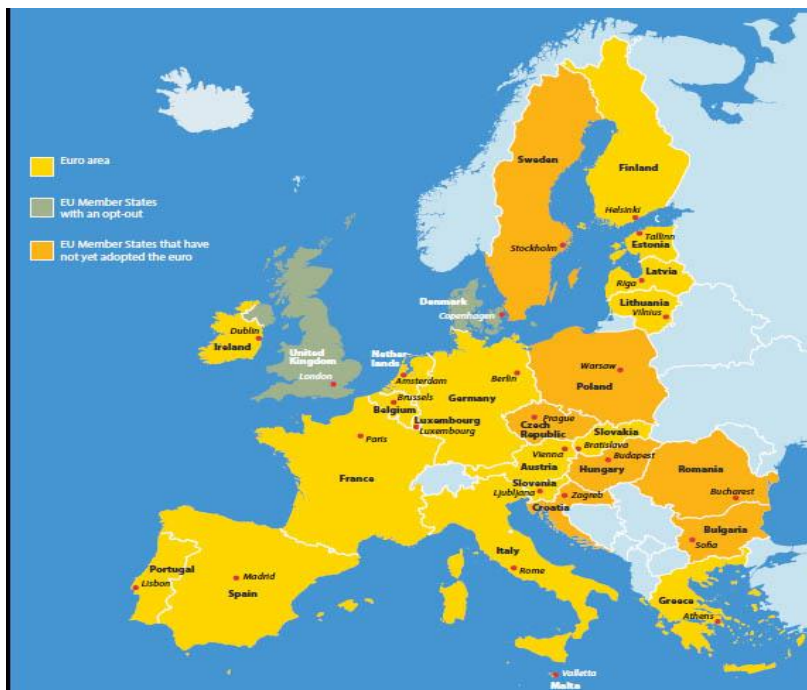 Euro area
EU Member States
with an opt-out
EU Member States that have
not yet adopted the euro
Sweden
Finland
Helsinki
Stockholm
Tallinn
Estonia
Latvia
Riga
Lithuania
Vilnius
Denmark
Copenhagen
Dublin
Ireland
United
Kingdom
London
Nether-
lands
Amsterdam
Berlin
Germany
Warsaw
Poland
Brussels
Belgium
Luxembourg
Luxembourg
Paris
France
Prague
Czech
Republic
Slovakia
Bratislava
Vienna
Austria
Budapest
Hungary
Slovenia
Ljubljana
Zagreb
Croatia
Romania
Bucharest
Bulgaria
Sofia
Italy
Rome
Portugal
Lisbon
Madrid
Spain
Greece
Athens
Valletta
Malta